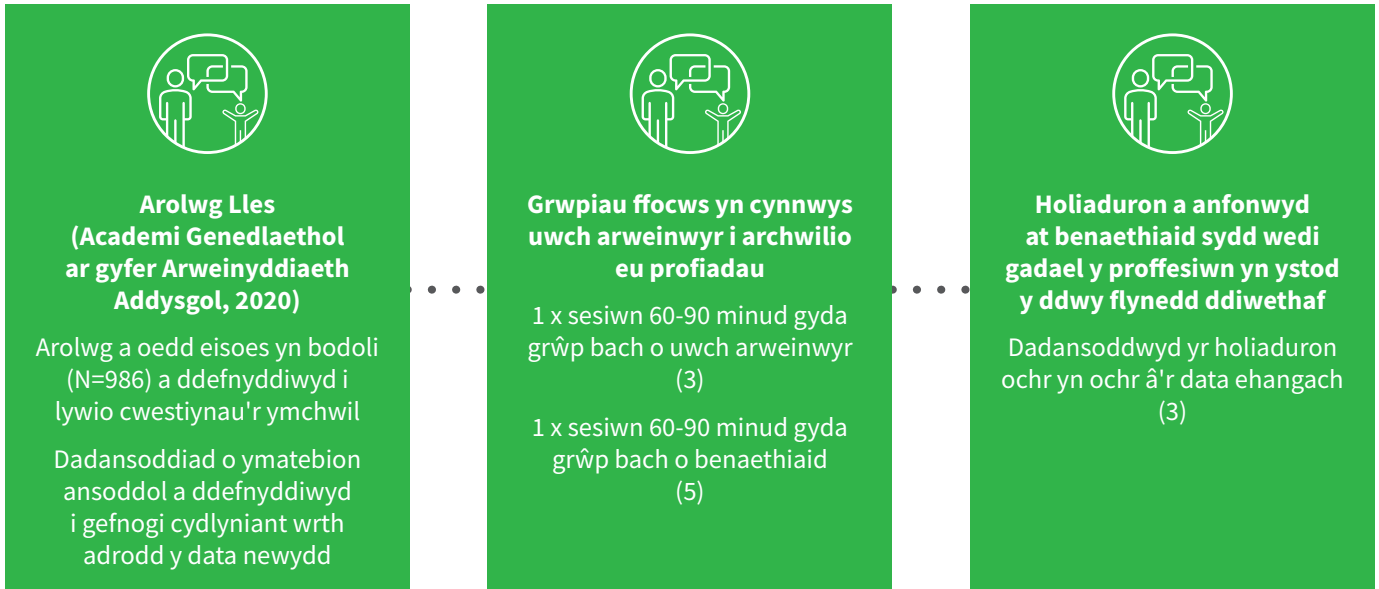 Arolwg Lles
(Academi Genedlaethol
ar gyfer Arweinyddiaeth
Addysgol, 2020)
Arolwg a oedd eisoes yn bodoli
(N=986) a ddefnyddiwyd i
lywio cwestiynau'r ymchwil
Dadansoddiad o ymatebion
ansoddol a ddefnyddiwyd
i gefnogi cydlyniant wrth
adrodd y data newydd
Grwpiau ffocws yn cynnwys
uwch arweinwyr i archwilio
eu profiadau
1 x sesiwn 60-90 minud gyda
grŵp bach o uwch arweinwyr
(3)
1 x sesiwn 60-90 minud gyda
grŵp bach o benaethiaid
(5)
Holiaduron a anfonwyd
at benaethiaid sydd wedi
gadael y proffesiwn yn ystod
y ddwy flynedd ddiwethaf
Dadansoddwyd yr holiaduron
ochr yn ochr â'r data ehangach
(3)